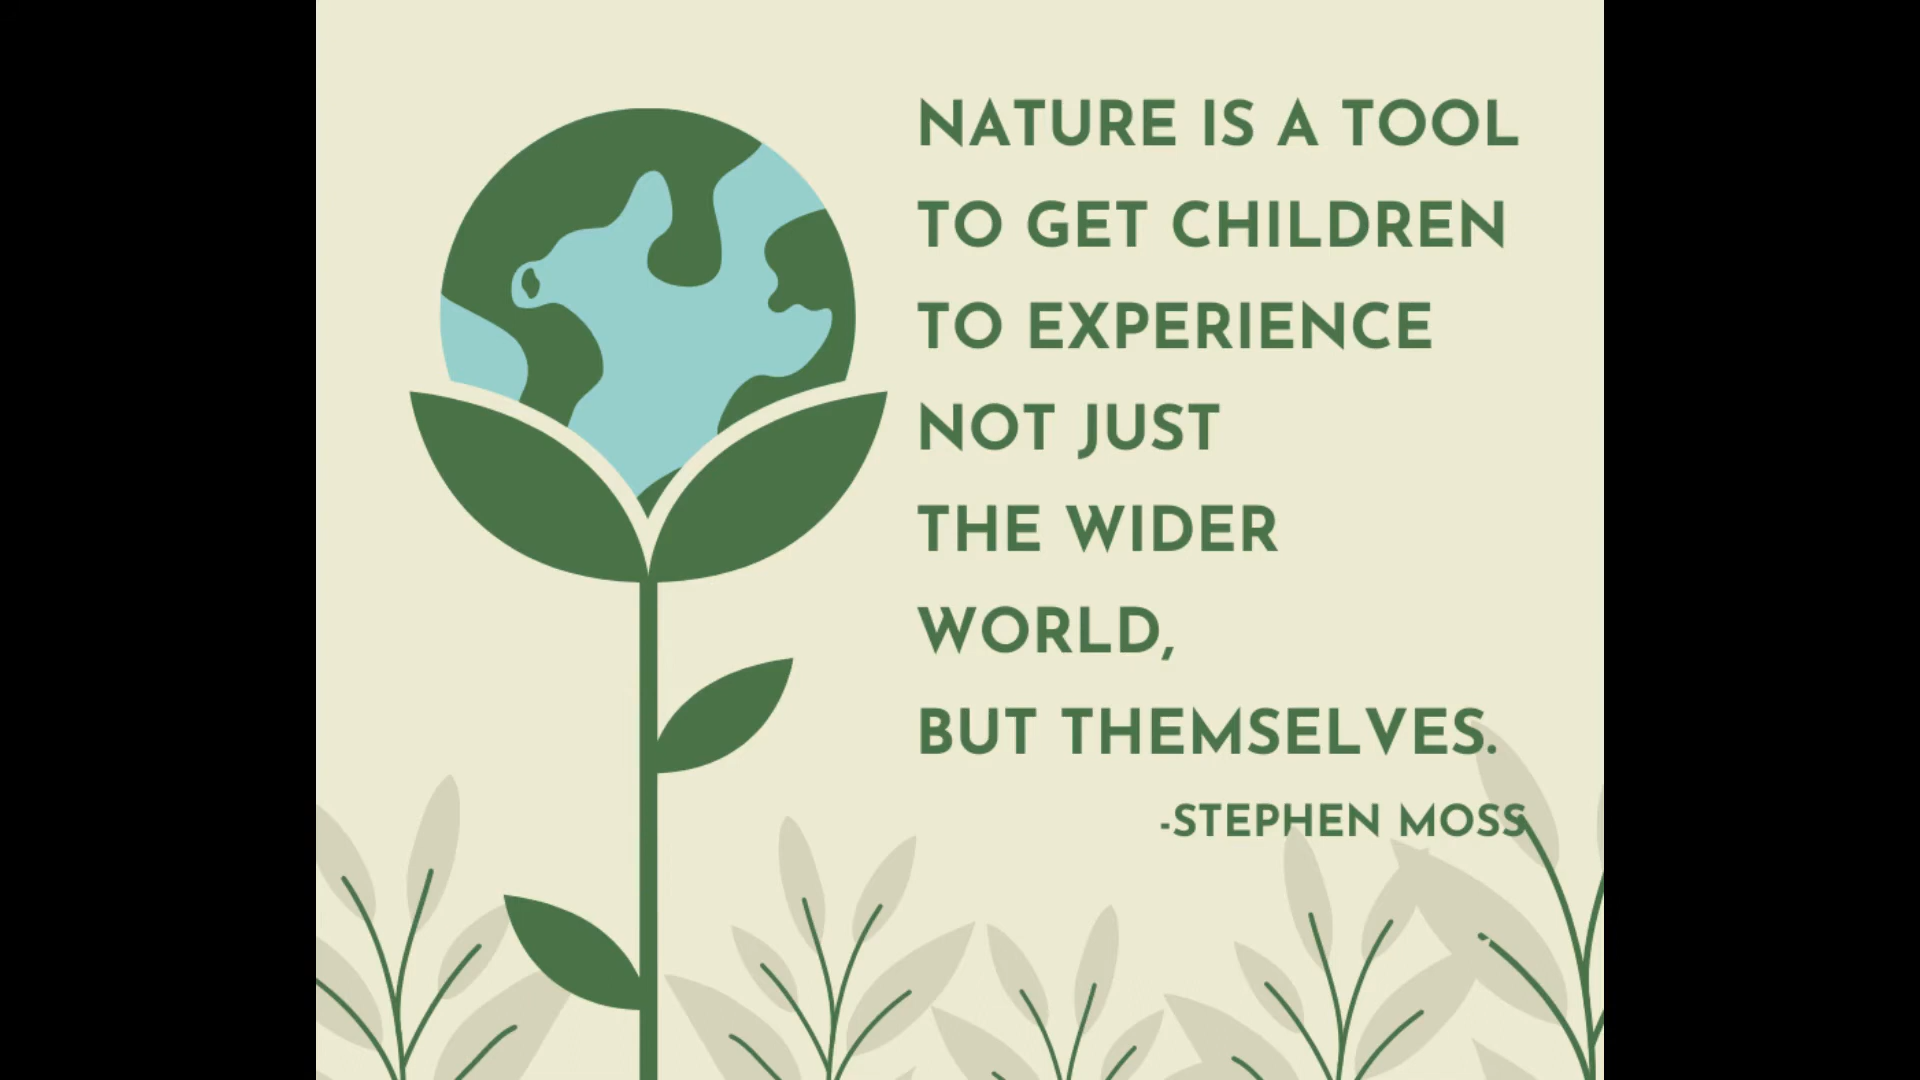 NATURE IS A TOOL
TO GET CHILDREN
TO EXPERIENCE
NOT JUST
THE WIDER
WORLD,
BUT THEMSELVES.
-STEPHEN MOSS